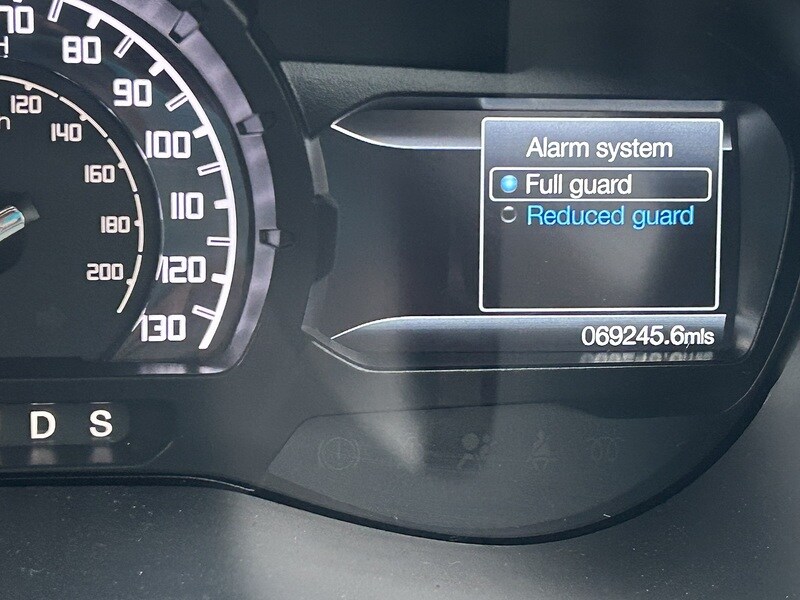 70
80
90
100
110
120
130
120
140
160
180
200
Alarm system
Full guard
Reduced guard
069245.6mls
D S